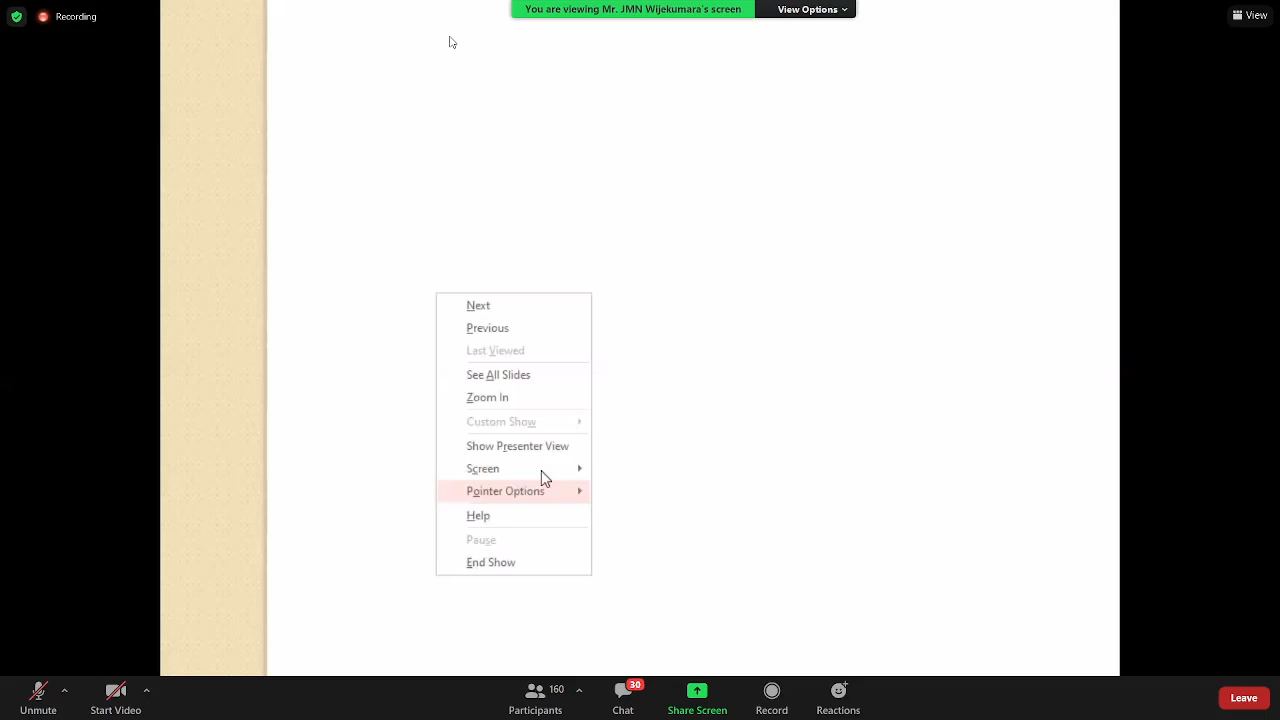 Recording
You are viewing Mr. JMN Wijekumara's screen
View Options
View
Next
Previous
Last Viewed
See All Slides
Zoom In
Custom Show
Show Presenter View
Screen
Pointer Options
Help
Pause
End Show
Unmute
Start Video
160
Participants
30
Chat
Share Screen
Record
Reactions
Leave